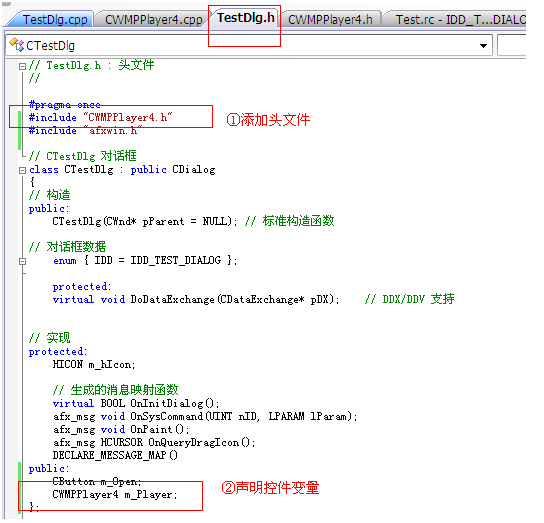 TestDlg.cpp CWMPPlayer4.cpp TestDlg.h CWMPPlayer4.h Test.rc - IDD_T...DIALOG
CTestDlg
// TestDlg.h : 头文件
//
#pragma once
#include "CWMPPlayer4.h"
①添加头文件
#include "afxwin.h"
// CTestDlg 对话框
class CTestDlg : public CDialog
{
// 构造
public:
CTestDlg(CWnd* pParent = NULL); // 标准构造函数
// 对话框数据
enum { IDD = IDD_TEST_DIALOG };
protected:
virtual void DoDataExchange(CDataExchange* pDX); // DDX/DDV 支持
// 实现
protected:
HICON m_hIcon;
// 生成的消息映射函数
virtual BOOL OnInitDialog();
afx_msg void OnSysCommand(UINT nID, LPARAM lParam);
afx_msg void OnPaint();
afx_msg HCURSOR OnQueryDragIcon();
DECLARE_MESSAGE_MAP()
public:
CButton m_Open;
CWMPPlayer4 m_Player;
②声明控件变量
};